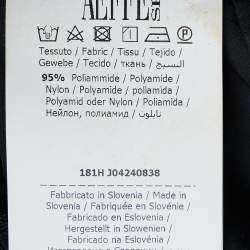 AEFFE
Tessuto / Fabric / Tissu / Tejido /
Gewebe / Tecido / ткань / النسيج
95% Poliammide / Polyamide /
Nylon / Polyamide / poliamida /
Polyamid oder Nylon / Poliamida /
Нейлон, полиамид / نايلون
181H J04240838
Fabbricato in Slovenia / Made in
Slovenia / Fabriquée en Slovénie /
Fabricado en Eslovenia /
Hergestellt in Slowenien /
Fabricado na Eslovénia /